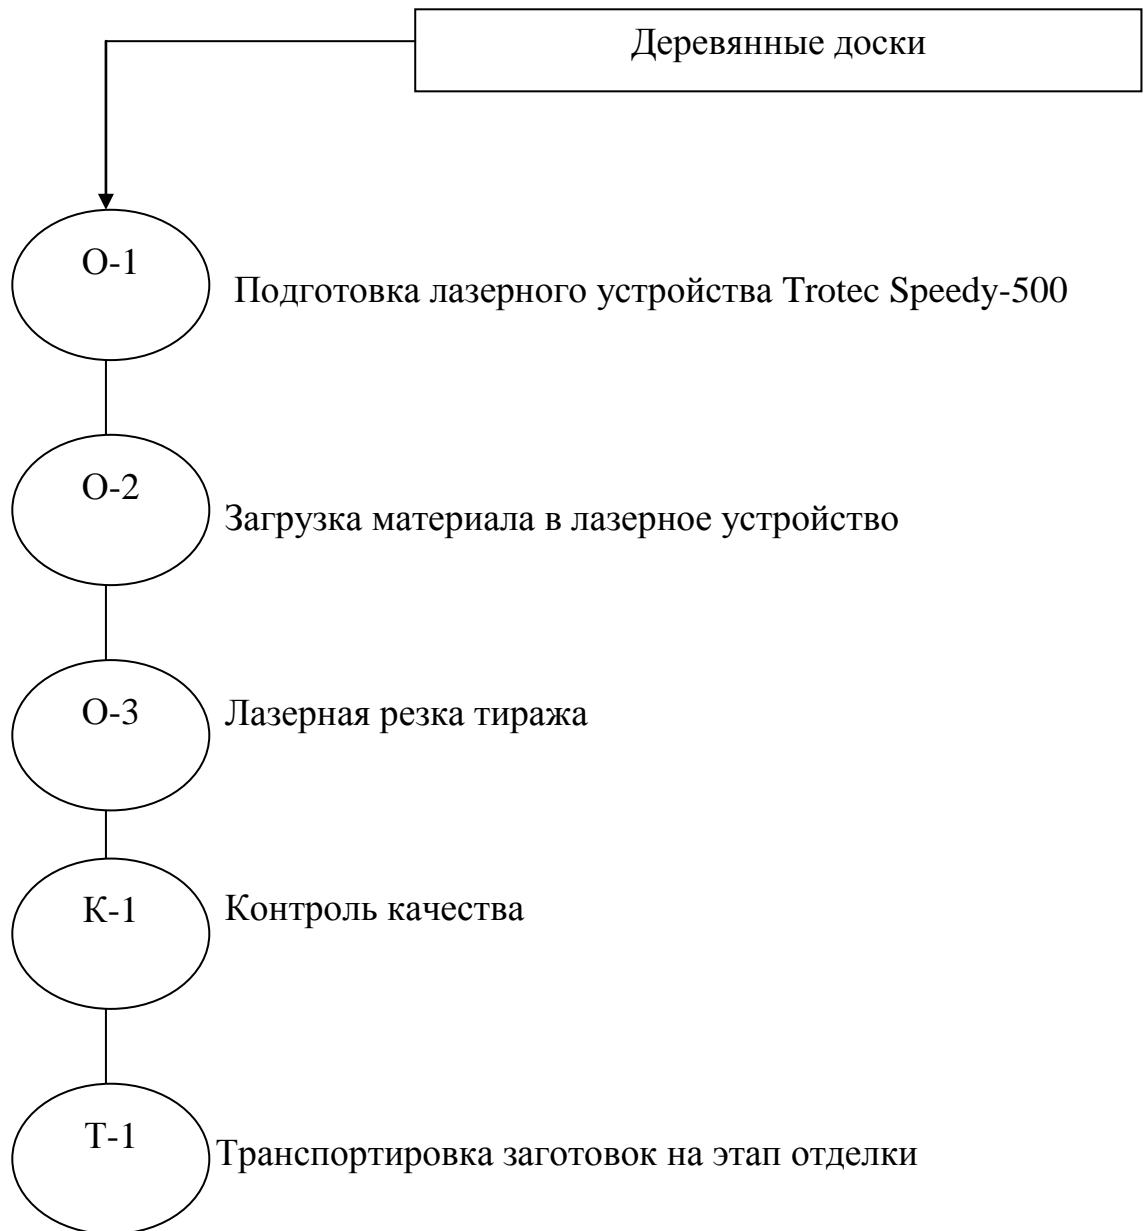 Деревянные доски
О-1
Подготовка лазерного устройства Trotec Speedy-500
О-2
Загрузка материала в лазерное устройство
О-3
Лазерная резка тиража
К-1
Контроль качества
Т-1
Транспортировка заготовок на этап отделки